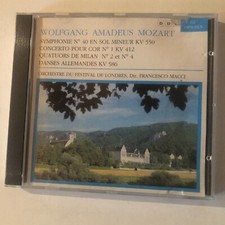 WOLFGANG AMADEUS MOZART
SYMPHONIE N° 40 EN SOL MINEUR KV 550
CONCERTO POUR COR N° 1 KV 412
QUATUORS DE MILAN N° 2 et N° 4
DANSES ALLEMANDES KV 586
ORCHESTRE DU FESTIVAL DE LONDRES, Dir. FRANCESCO MACCI